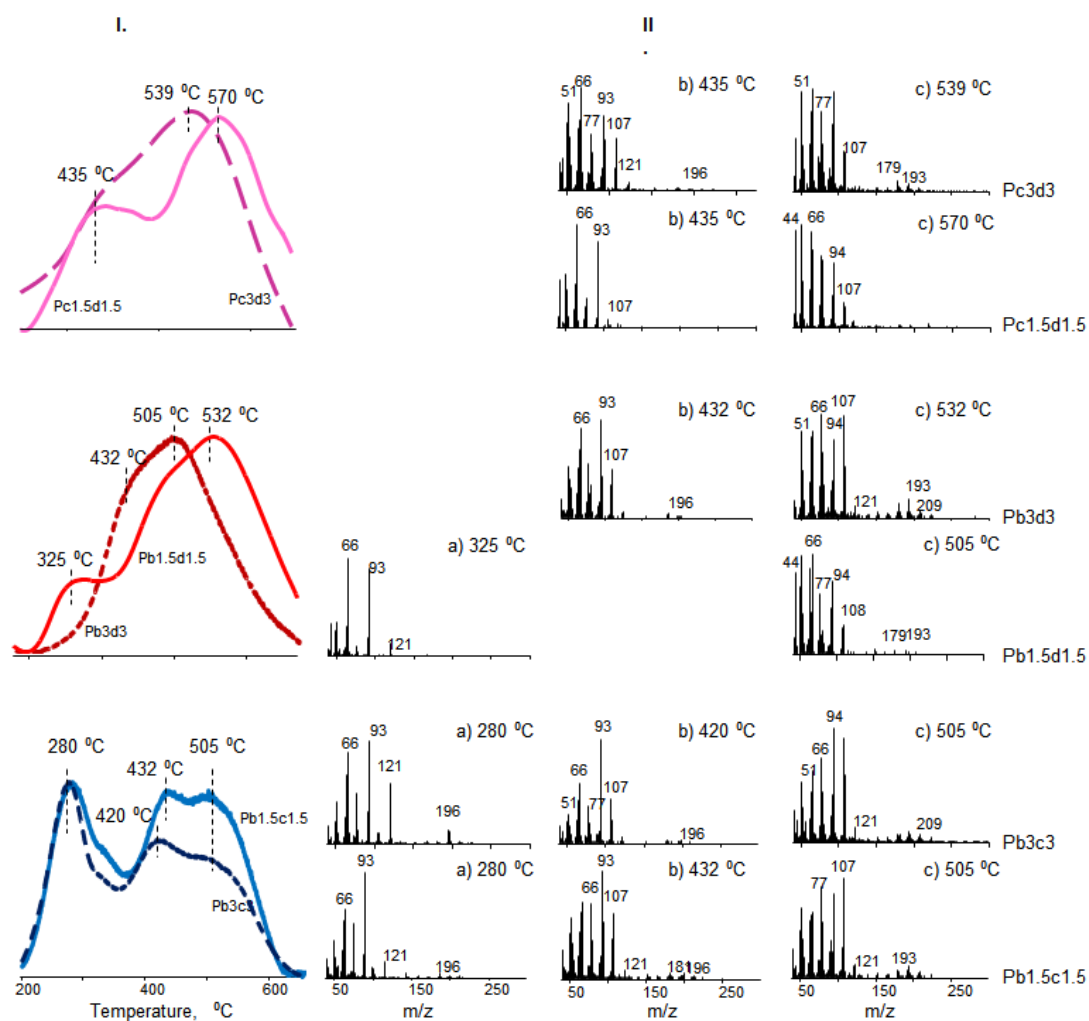 I.
II
.
539 ⁰C
570 ⁰C
435 ⁰C
Pc1.5d1.5
Pc3d3
51
66
77
93
107
121
196
b) 435 ⁰C
51
77
107
179
193
c) 539 ⁰C
Pc3d3
66
93
107
b) 435 ⁰C
44
66
94
107
c) 570 ⁰C
Pc1.5d1.5
505 ⁰C
532 ⁰C
432 ⁰C
325 ⁰C
Pb1.5d1.5
Pb3d3
66
93
107
196
b) 432 ⁰C
51
66
94
107
121
193
209
c) 532 ⁰C
Pb3d3
66
93
121
a) 325 ⁰C
44
66
77
94
108
179
193
c) 505 ⁰C
Pb1.5d1.5
280 ⁰C
505 ⁰C
432 ⁰C
420 ⁰C
Pb1.5c1.5
Pb3c3
66
93
121
196
a) 280 ⁰C
51
66
77
93
107
196
b) 420 ⁰C
51
66
94
121
209
c) 505 ⁰C
Pb3c3
66
93
121
196
a) 280 ⁰C
66
93
107
121
181
196
b) 432 ⁰C
77
107
121
193
c) 505 ⁰C
Pb1.5c1.5
200 400 600
50 150 250
50 150 250
50 150 250
Temperature, ⁰C
m/z
m/z
m/z